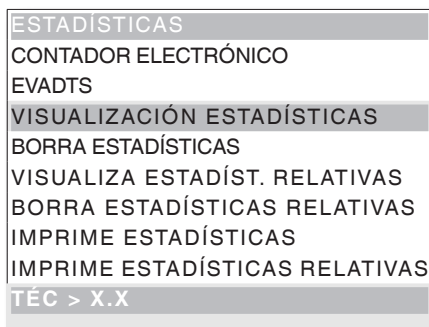 ESTADÍSTICAS
CONTADOR ELECTRÓNICO
EVADTS
VISUALIZACIÓN ESTADÍSTICAS
BORRA ESTADÍSTICAS
VISUALIZA ESTADÍST. RELATIVAS
BORRA ESTADÍSTICAS RELATIVAS
IMPRIME ESTADÍSTICAS
IMPRIME ESTADÍSTICAS RELATIVAS
TÉC > X.X